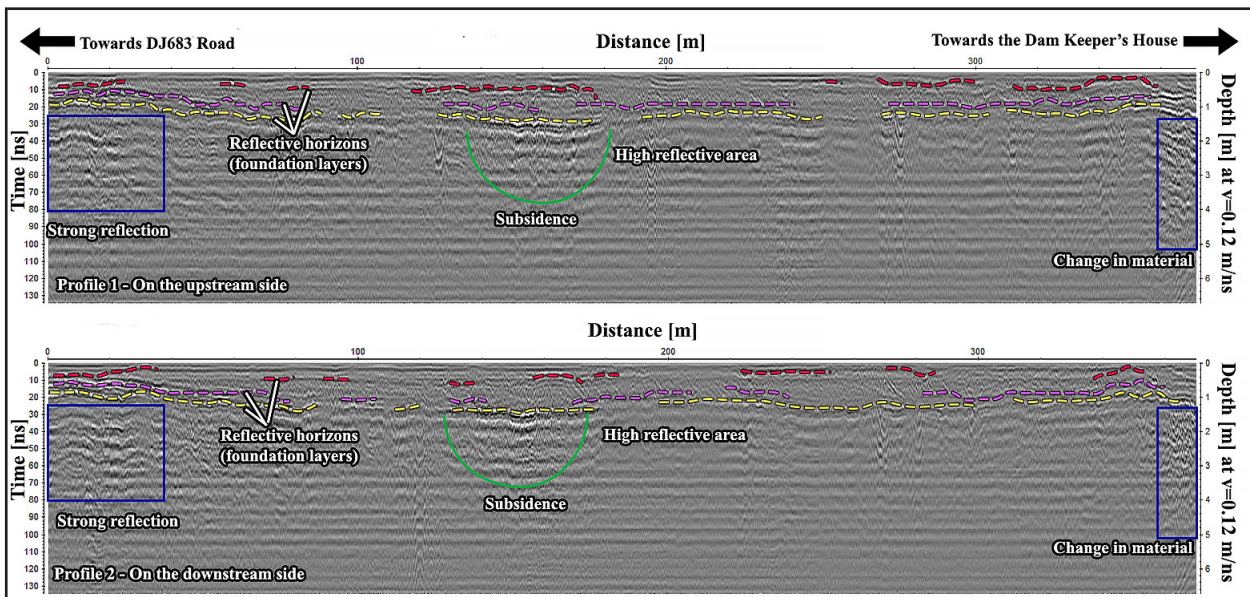 Towards DJ683 Road
Distance [m]
Towards the Dam Keeper's House
0
100
200
300
0
10
20
30
40
50
60
70
80
90
100
110
120
130
Time [ns]
0
1
2
3
4
5
6
Depth [m] at v=0.12 m/ns
Reflective horizons
(foundation layers)
High reflective area
Subsidence
Strong reflection
Change in material
Profile 1 - On the upstream side
Distance [m]
0
100
200
300
0
10
20
30
40
50
60
70
80
90
100
110
120
130
Time [ns]
0
1
2
3
4
5
6
Depth [m] at v=0.12 m/ns
Reflective horizons
(foundation layers)
High reflective area
Subsidence
Strong reflection
Change in material
Profile 2 - On the downstream side